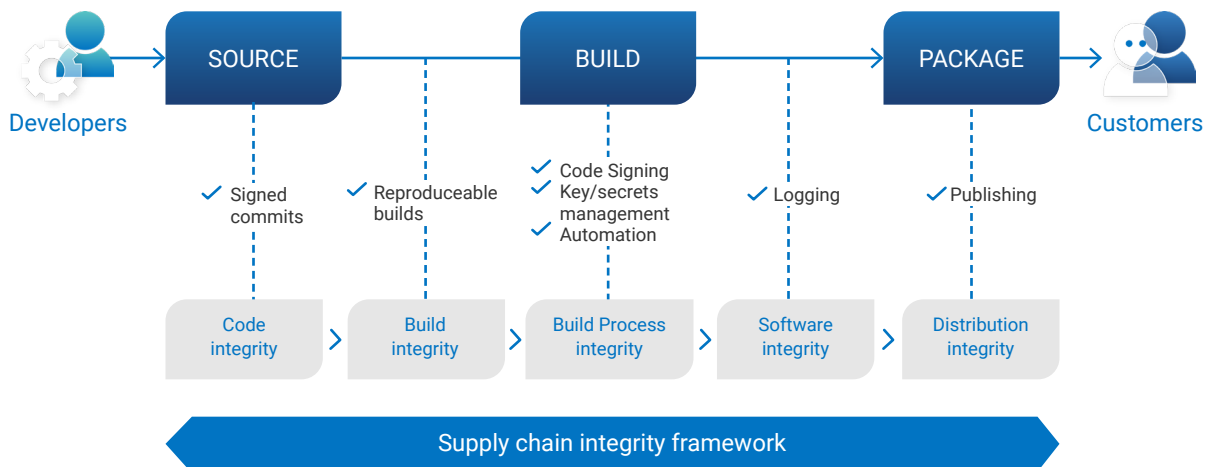 SOURCE
BUILD
PACKAGE
Developers
Customers
Signed
commits
Reproduceable
builds
Code Signing
Key/secrets
management
Automation
Logging
Publishing
Code
integrity
Build
integrity
Build Process
integrity
Software
integrity
Distribution
integrity
Supply chain integrity framework